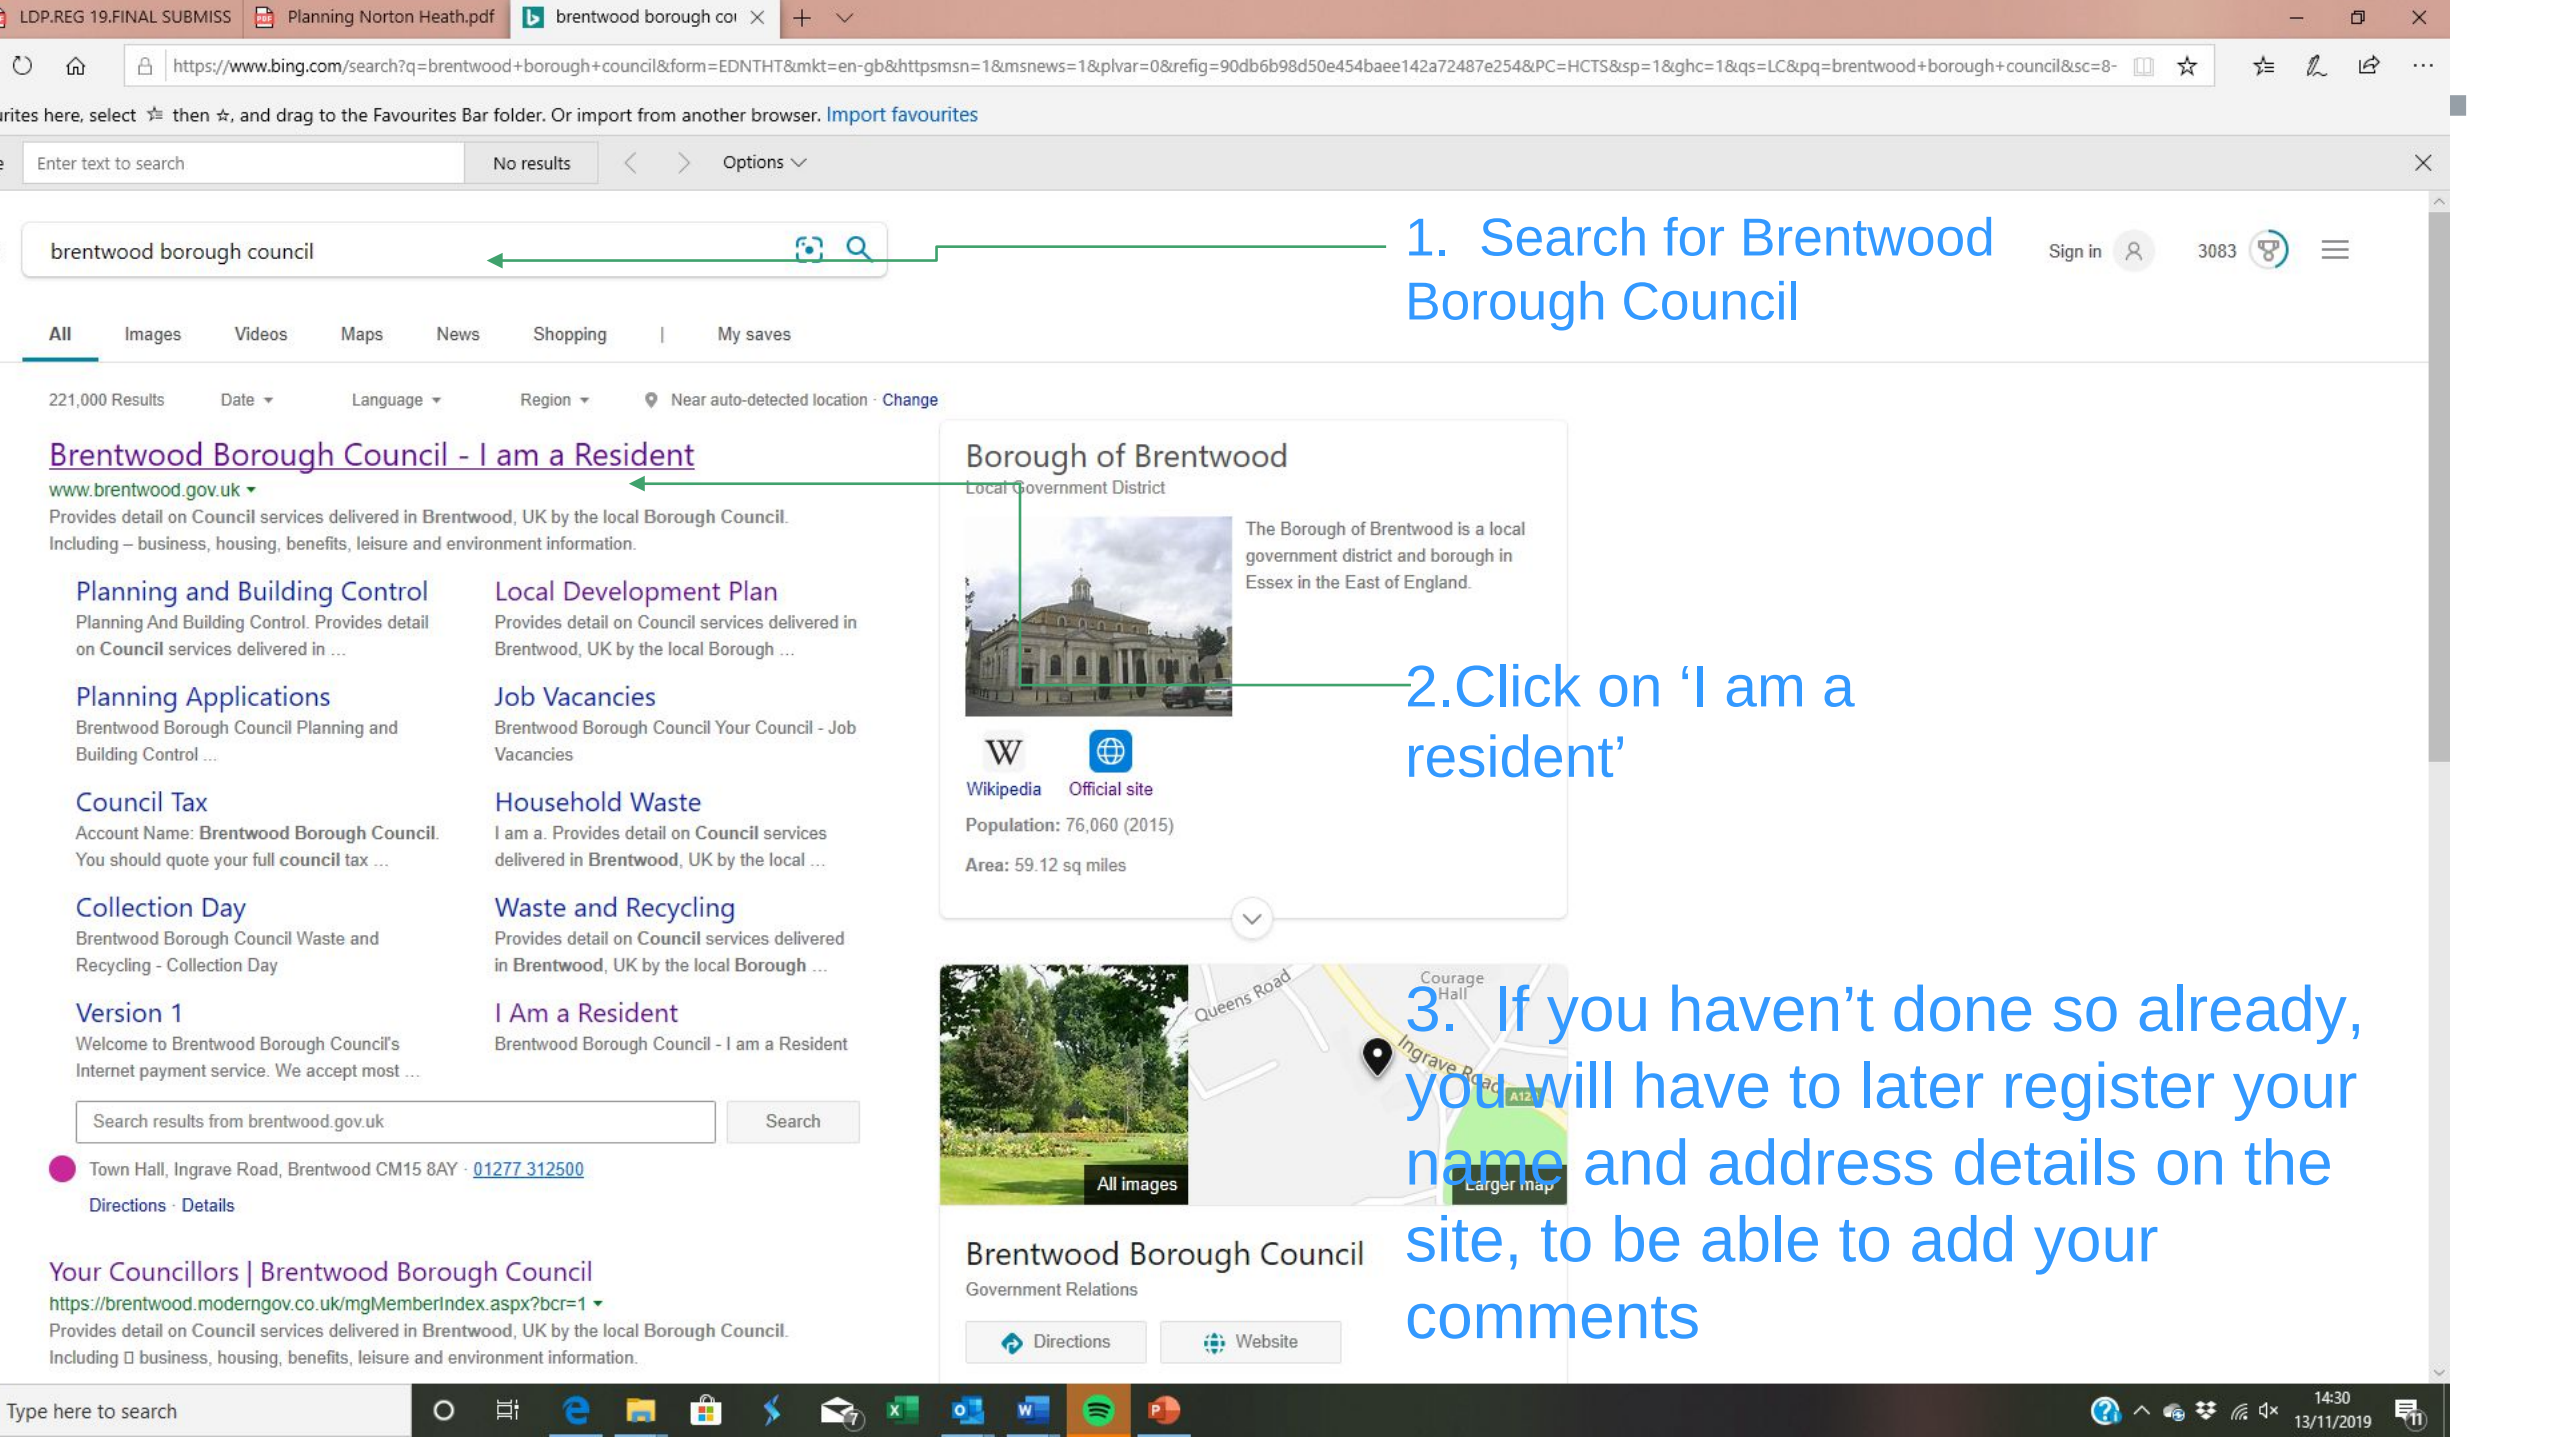 LDP.REG 19.FINAL SUBMISS
Planning Norton Heath.pdf
brentwood borough cou
https://www.bing.com/search?q=brentwood+borough+council&form=EDNTHT&mkt=en-gb&httpsmsn=1&msnews=1&plvar=0&refig=90db6b98d50e454baee142a72487e254&PC=HCTS&sp=1&ghc=1&qs=LC&pq=brentwood+borough+council&sc=8-
urites here, select then , and drag to the Favourites Bar folder. Or import from another browser. Import favourites
e Enter text to search No results Options
brentwood borough council
1. Search for Brentwood
Borough Council
Sign in 3083
All Images Videos Maps News Shopping | My saves
221,000 Results Date Language Region Near auto-detected location · Change
Brentwood Borough Council - I am a Resident
www.brentwood.gov.uk
Provides detail on Council services delivered in Brentwood, UK by the local Borough Council.
Including – business, housing, benefits, leisure and environment information.
Planning and Building Control
Planning And Building Control. Provides detail
on Council services delivered in ...
Local Development Plan
Provides detail on Council services delivered in
Brentwood, UK by the local Borough ...
Planning Applications
Brentwood Borough Council Planning and
Building Control ...
Job Vacancies
Brentwood Borough Council Your Council - Job
Vacancies
Council Tax
Account Name: Brentwood Borough Council.
You should quote your full council tax ...
Household Waste
I am a. Provides detail on Council services
delivered in Brentwood, UK by the local ...
Collection Day
Brentwood Borough Council Waste and
Recycling - Collection Day
Waste and Recycling
Provides detail on Council services delivered
in Brentwood, UK by the local Borough ...
Version 1
Welcome to Brentwood Borough Council's
Internet payment service. We accept most ...
I Am a Resident
Brentwood Borough Council - I am a Resident
Search results from brentwood.gov.uk Search
Town Hall, Ingrave Road, Brentwood CM15 8AY · 01277 312500
Directions · Details
Your Councillors | Brentwood Borough Council
https://brentwood.moderngov.co.uk/mgMemberIndex.aspx?bcr=1
Provides detail on Council services delivered in Brentwood, UK by the local Borough Council.
Including ▯ business, housing, benefits, leisure and environment information.
Borough of Brentwood
Local Government District
The Borough of Brentwood is a local
government district and borough in
Essex in the East of England.
W
Wikipedia Official site
Population: 76,060 (2015)
Area: 59.12 sq miles
2.Click on ‘I am a
resident’
Queens Road
Courage
Hall
Ingrave Road
A12
All images
Larger map
3. If you haven’t done so already,
you will have to later register your
name and address details on the
site, to be able to add your
comments
Brentwood Borough Council
Government Relations
Directions Website
Type here to search
7
14:30
13/11/2019
11